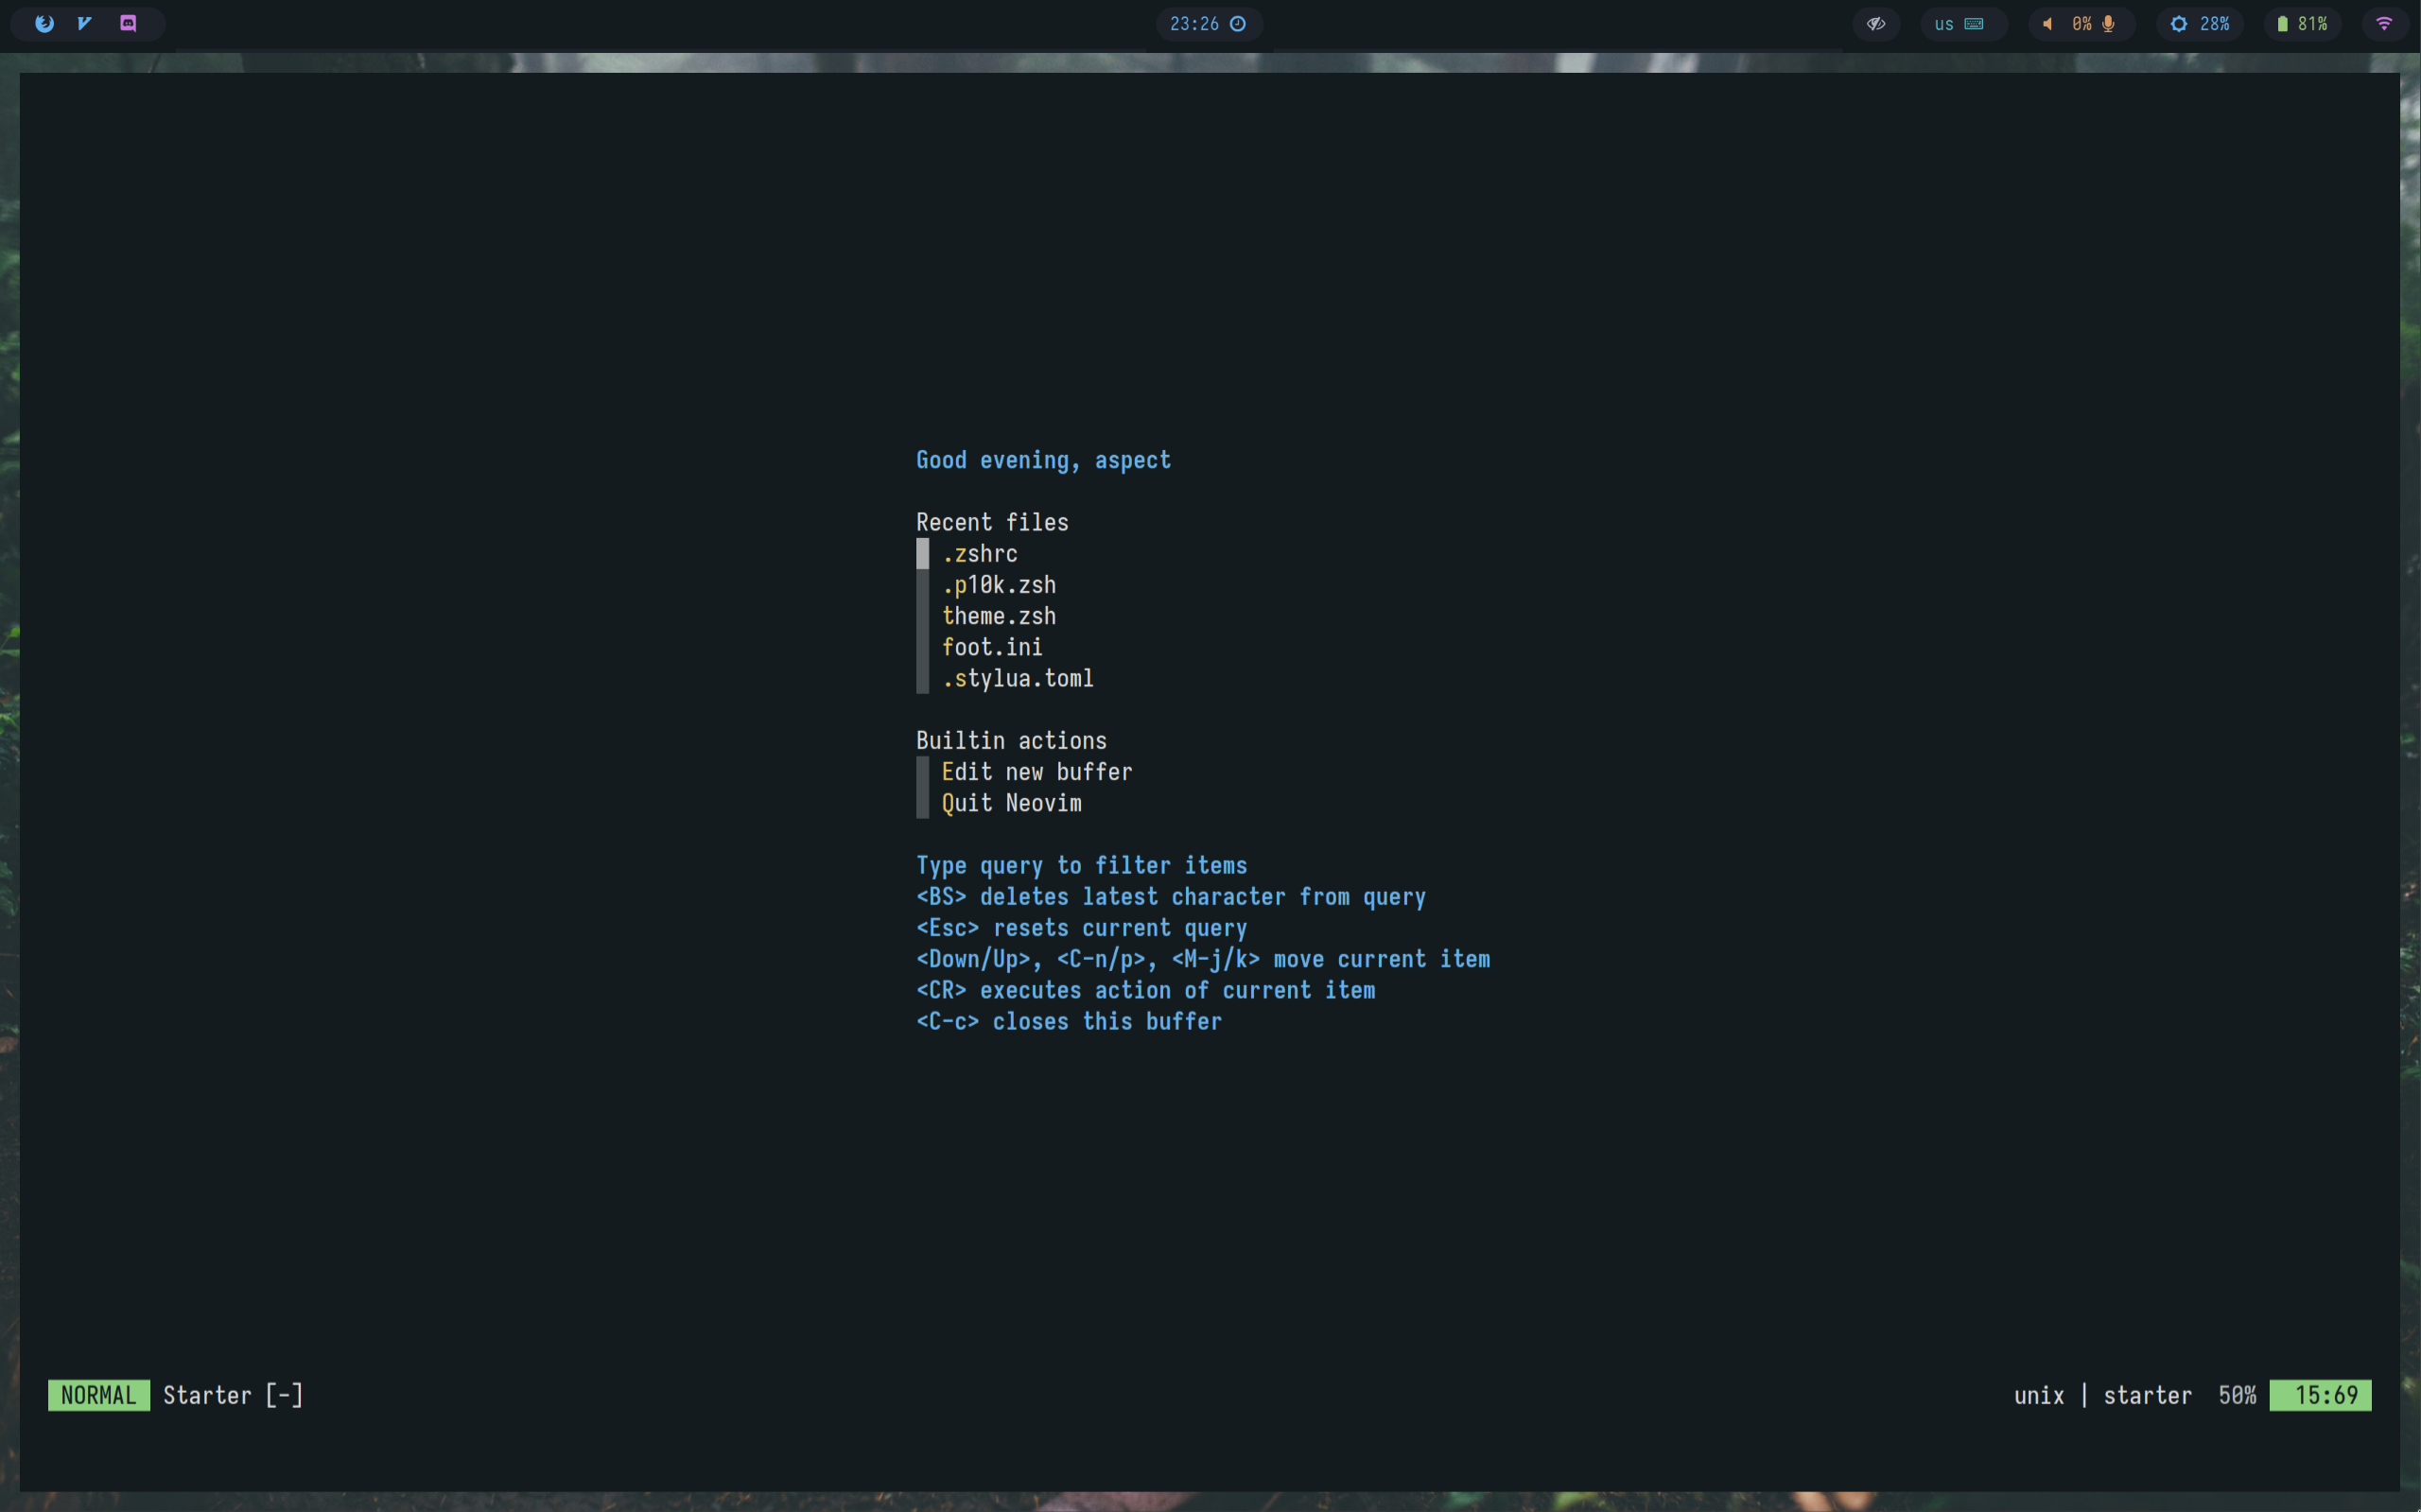 23:26
us
0%
28%
81%
Good evening, aspect
Recent files
.zshrc
.p10k.zsh
theme.zsh
foot.ini
.stylua.toml
Builtin actions
Edit new buffer
Quit Neovim
Type query to filter items
<BS> deletes latest character from query
<Esc> resets current query
<Down/Up>, <C-n/p>, <M-j/k> move current item
<CR> executes action of current item
<C-c> closes this buffer
NORMAL Starter [-]
unix | starter 50% 15:69